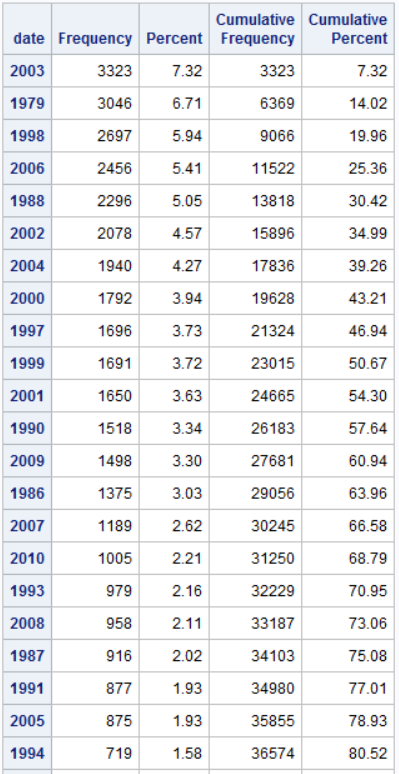 date Frequency Percent Cumulative Frequency Cumulative Percent
2003 3323 7.32 3323 7.32
1979 3046 6.71 6369 14.02
1998 2697 5.94 9066 19.96
2006 2456 5.41 11522 25.36
1988 2296 5.05 13818 30.42
2002 2078 4.57 15896 34.99
2004 1940 4.27 17836 39.26
2000 1792 3.94 19628 43.21
1997 1696 3.73 21324 46.94
1999 1691 3.72 23015 50.67
2001 1650 3.63 24665 54.30
1990 1518 3.34 26183 57.64
2009 1498 3.30 27681 60.94
1986 1375 3.03 29056 63.96
2007 1189 2.62 30245 66.58
2010 1005 2.21 31250 68.79
1993 979 2.16 32229 70.95
2008 958 2.11 33187 73.06
1987 916 2.02 34103 75.08
1991 877 1.93 34980 77.01
2005 875 1.93 35855 78.93
1994 719 1.58 36574 80.52